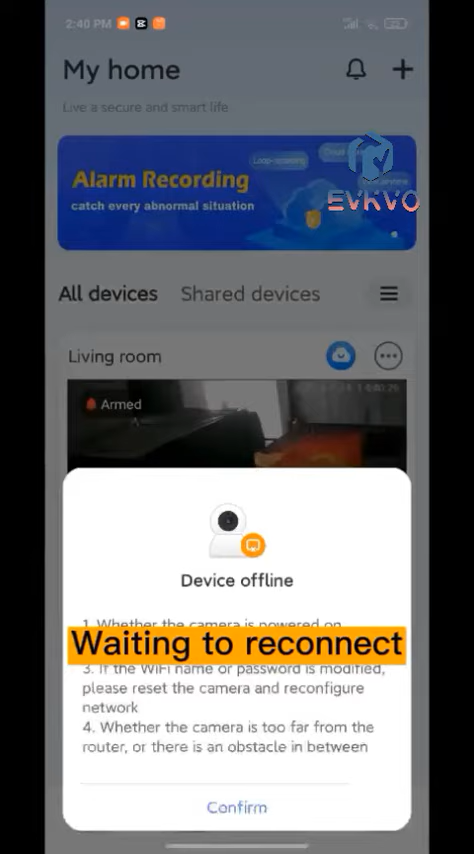 2:40 PM
My home
Live a secure and smart life
Alarm Recording
catch every abnormal situation
Loop-recording
EVKVO
All devices
Shared devices
Living room
Armed
Device offline
1. Whether the camera is powered on
Waiting to reconnect
3. If the WiFi name or password is modified,
please reset the camera and reconfigure
network
4. Whether the camera is too far from the
router, or there is an obstacle in between
Confirm